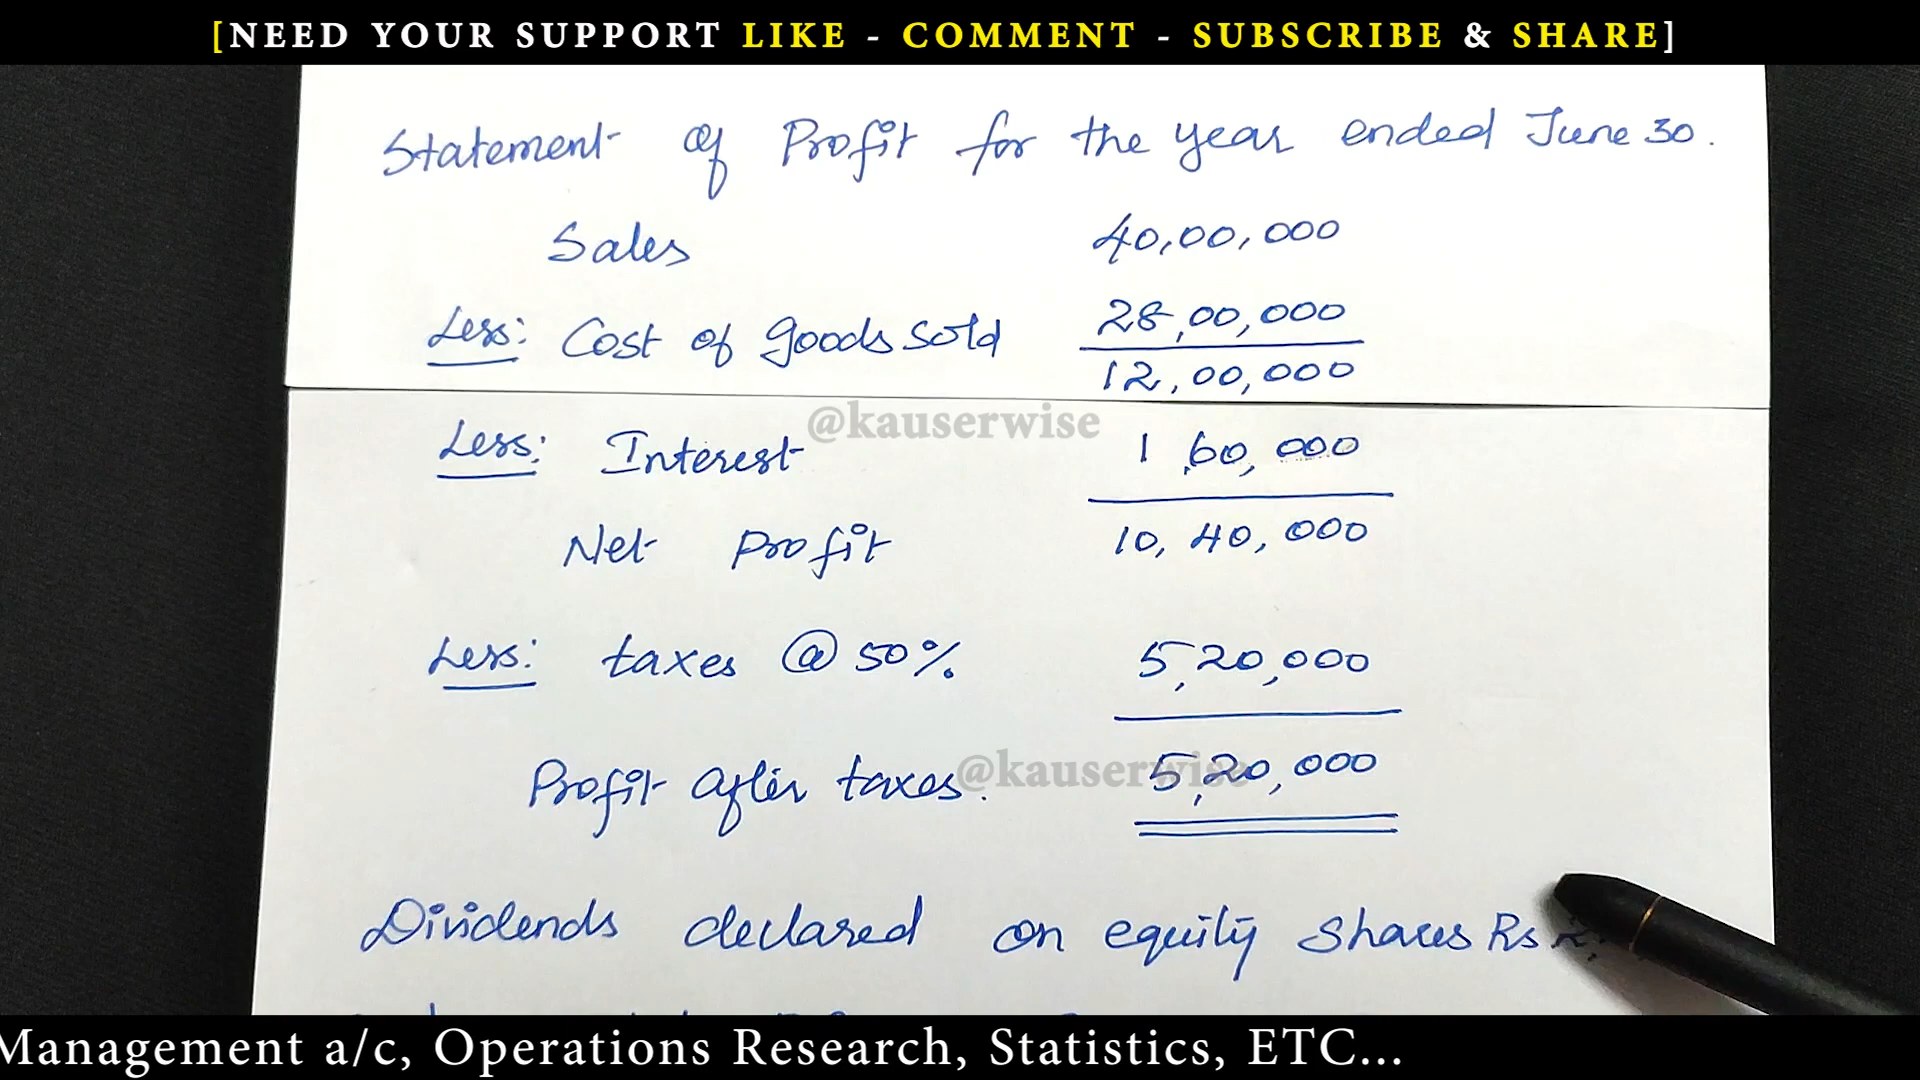 [NEED YOUR SUPPORT LIKE - COMMENT - SUBSCRIBE & SHARE]
Statement of Profit for the year ended June 30.
Sales 40,00,000
Less: Cost of goods sold 28,00,000
12,00,000
@kauserwise
Less: Interest 1,60,000
Net Profit 10,40,000
Less: taxes @ 50% 5,20,000
Profit after taxes. 5,20,000
@kauserwise
Dividends declared on equity shares Rs
Management a/c, Operations Research, Statistics, ETC...